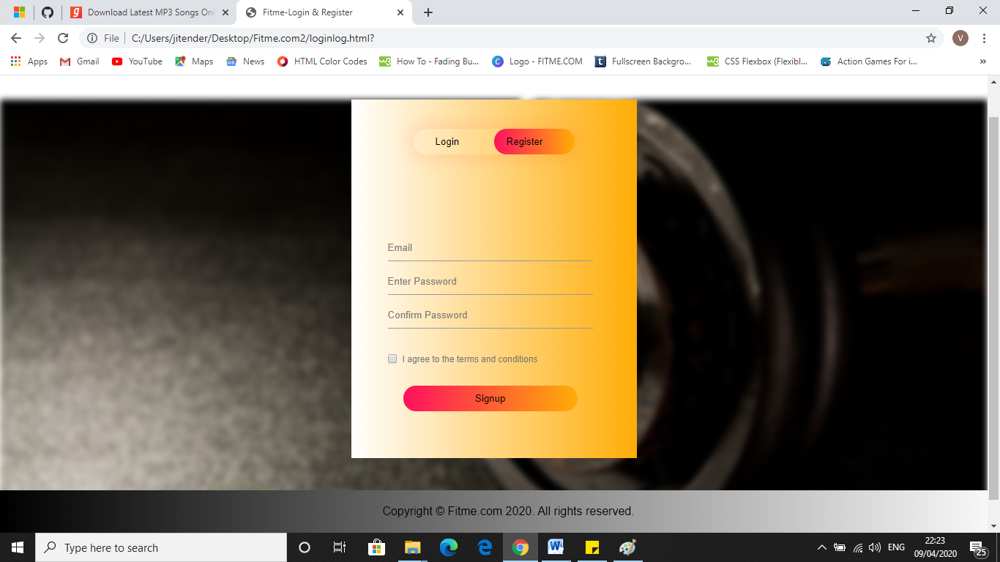 Download Latest MP3 Songs Onl
Fitme-Login & Register
File C:/Users/jitender/Desktop/Fitme.com2/loginlog.html?
V
Apps Gmail YouTube Maps News HTML Color Codes How To - Fading Bu... Logo - FITME.COM Fullscreen Backgro... CSS Flexbox (Flexibl... Action Games For i... »
Login Register
Email
Enter Password
Confirm Password
I agree to the terms and conditions
Signup
Copyright © Fitme.com 2020. All rights reserved.
Type here to search
ENG
22:23
09/04/2020
25